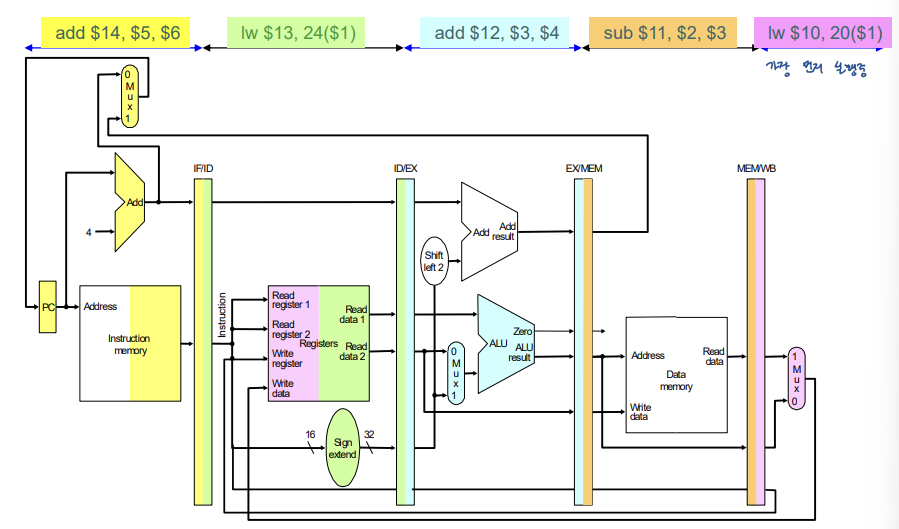 add $14, $5, $6
lw $13, 24($1)
add $12, $3, $4
sub $11, $2, $3
lw $10, 20($1)
가장 먼저 실행중
0
M
u
x
1
IF/ID
ID/EX
EX/MEM
MEM/WB
Add
4
Shift
left 2
Add
Add
result
PC
Address
Instruction
memory
Instruction
Read
register 1
Read
register 2
Write
register
Write
data
Registers
Read
data 1
Read
data 2
0
M
u
x
1
Zero
ALU
ALU
result
Address
Write
data
Read
data
Data
memory
1
M
u
x
0
16
Sign
extend
32